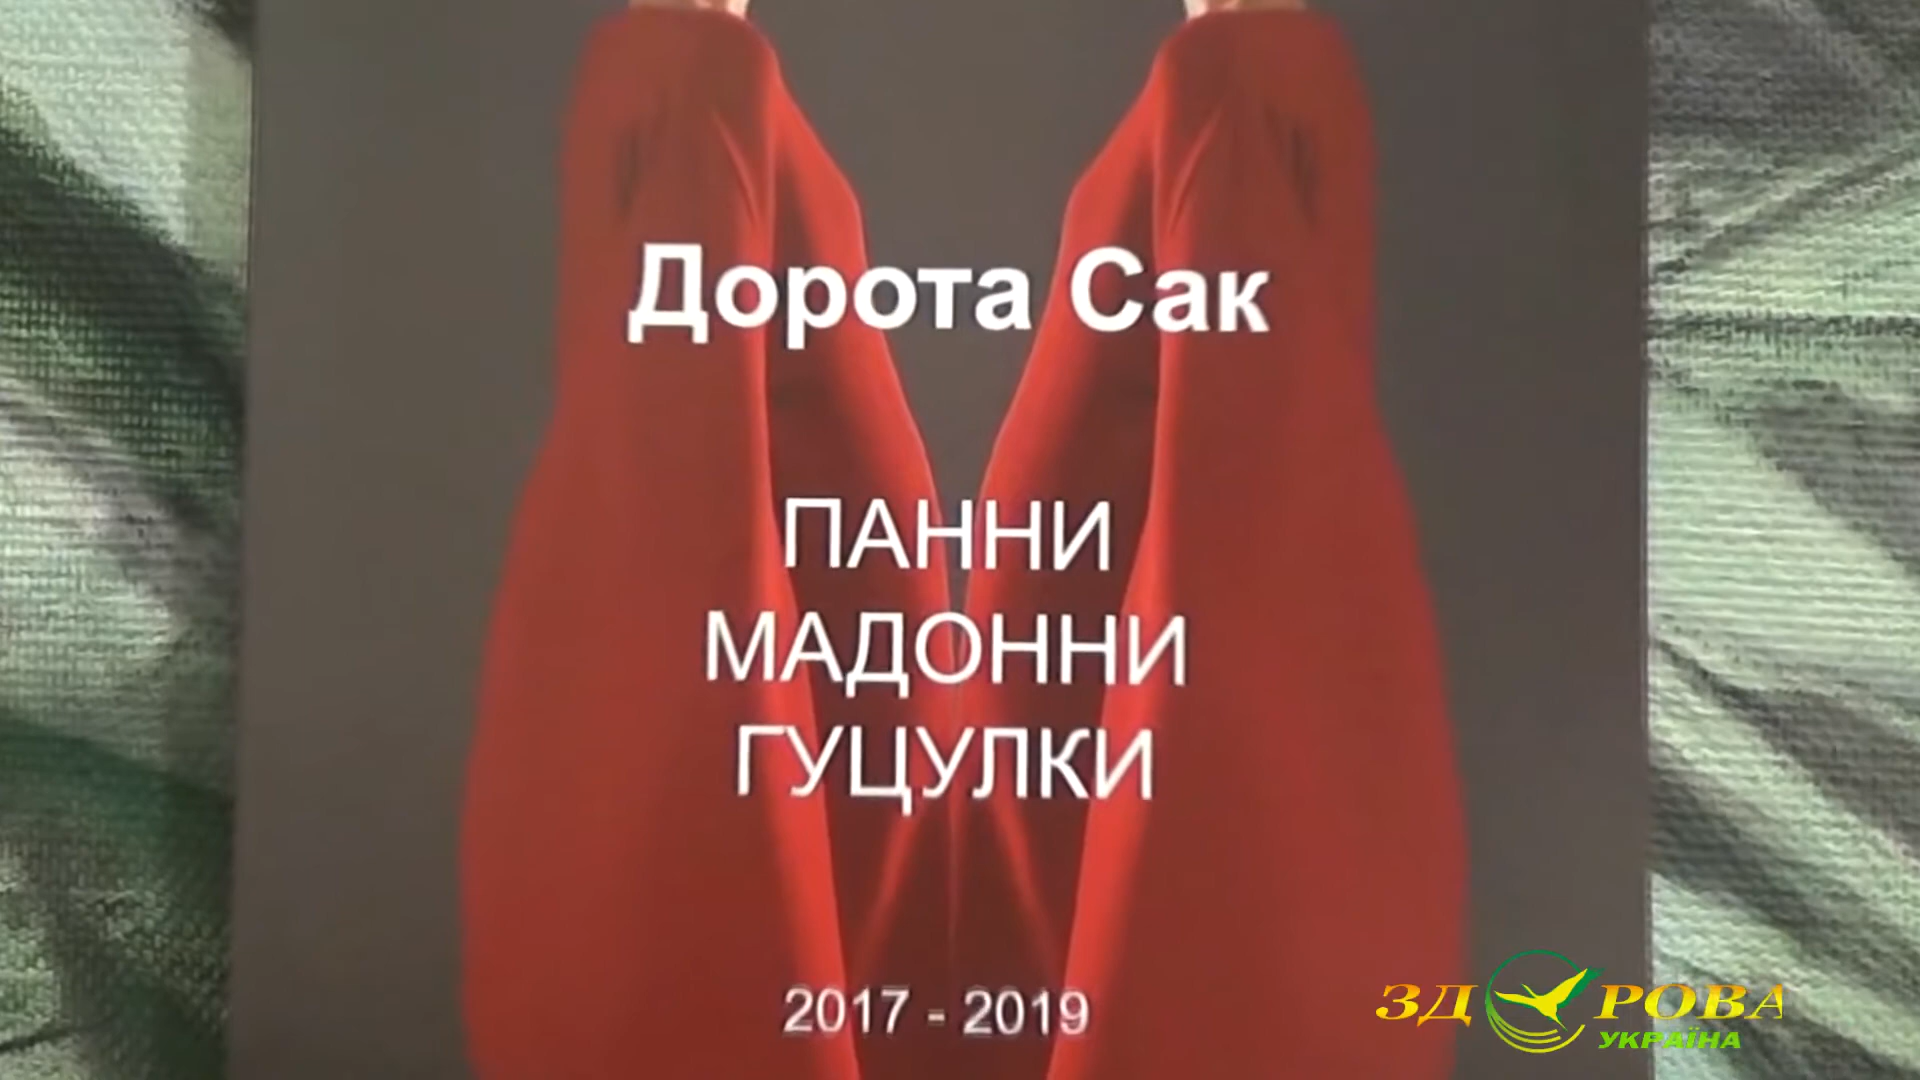 Дорота Сак
ПАННИ
МАДОННИ
ГУЦУЛКИ
2017 - 2019
ЗДОРОВА
УКРАЇНА